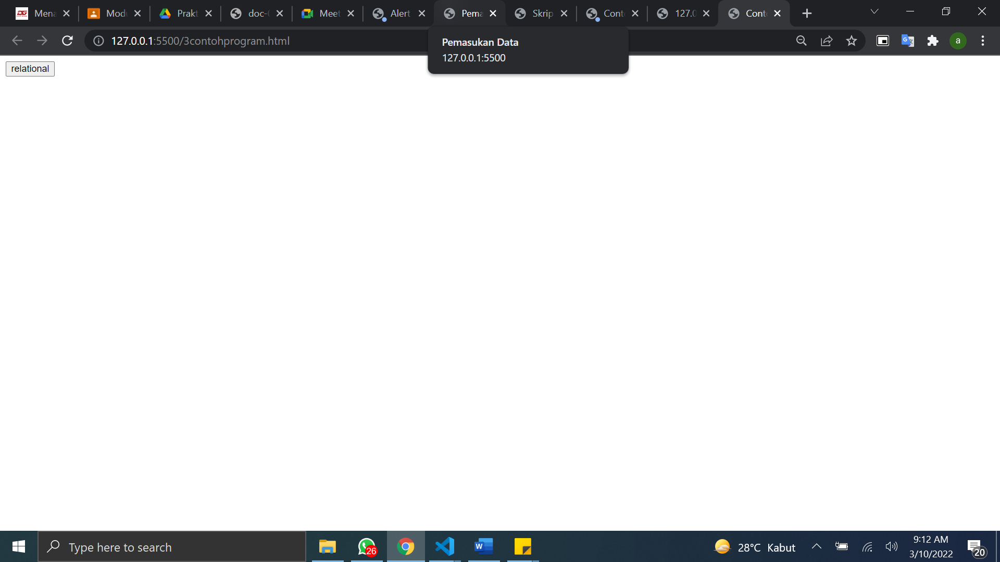 Mena
Modu
Prakt
doc-
Meet
Alert
Pema
Skrip
Cont
127.0
Cont
127.0.0.1:5500/3contohprogram.html
a
Pemasukan Data
127.0.0.1:5500
relational
Type here to search
26
28°C Kabut
9:12 AM
3/10/2022
20